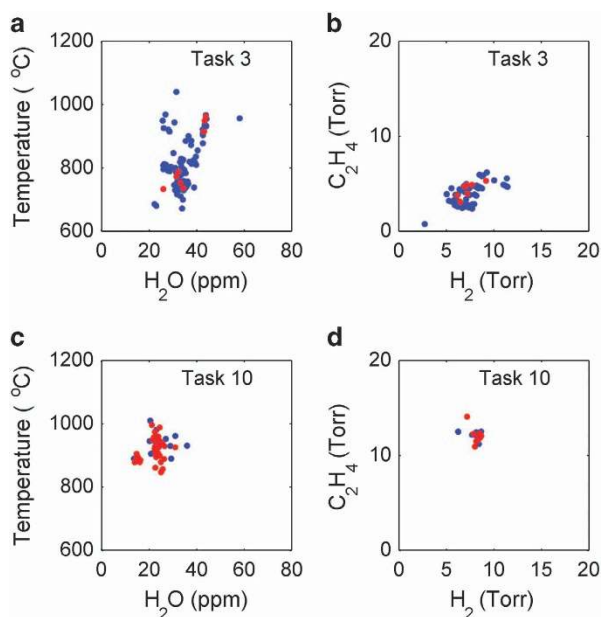 a
Task 3
Temperature ( °C)
1200
1000
800
600
0 20 40 60 80
H₂O (ppm)
b
Task 3
C₂H₄ (Torr)
20
10
0
0 5 10 15 20
H₂ (Torr)
c
Task 10
Temperature ( °C)
1200
1000
800
600
0 20 40 60 80
H₂O (ppm)
d
Task 10
C₂H₄ (Torr)
20
10
0
0 5 10 15 20
H₂ (Torr)